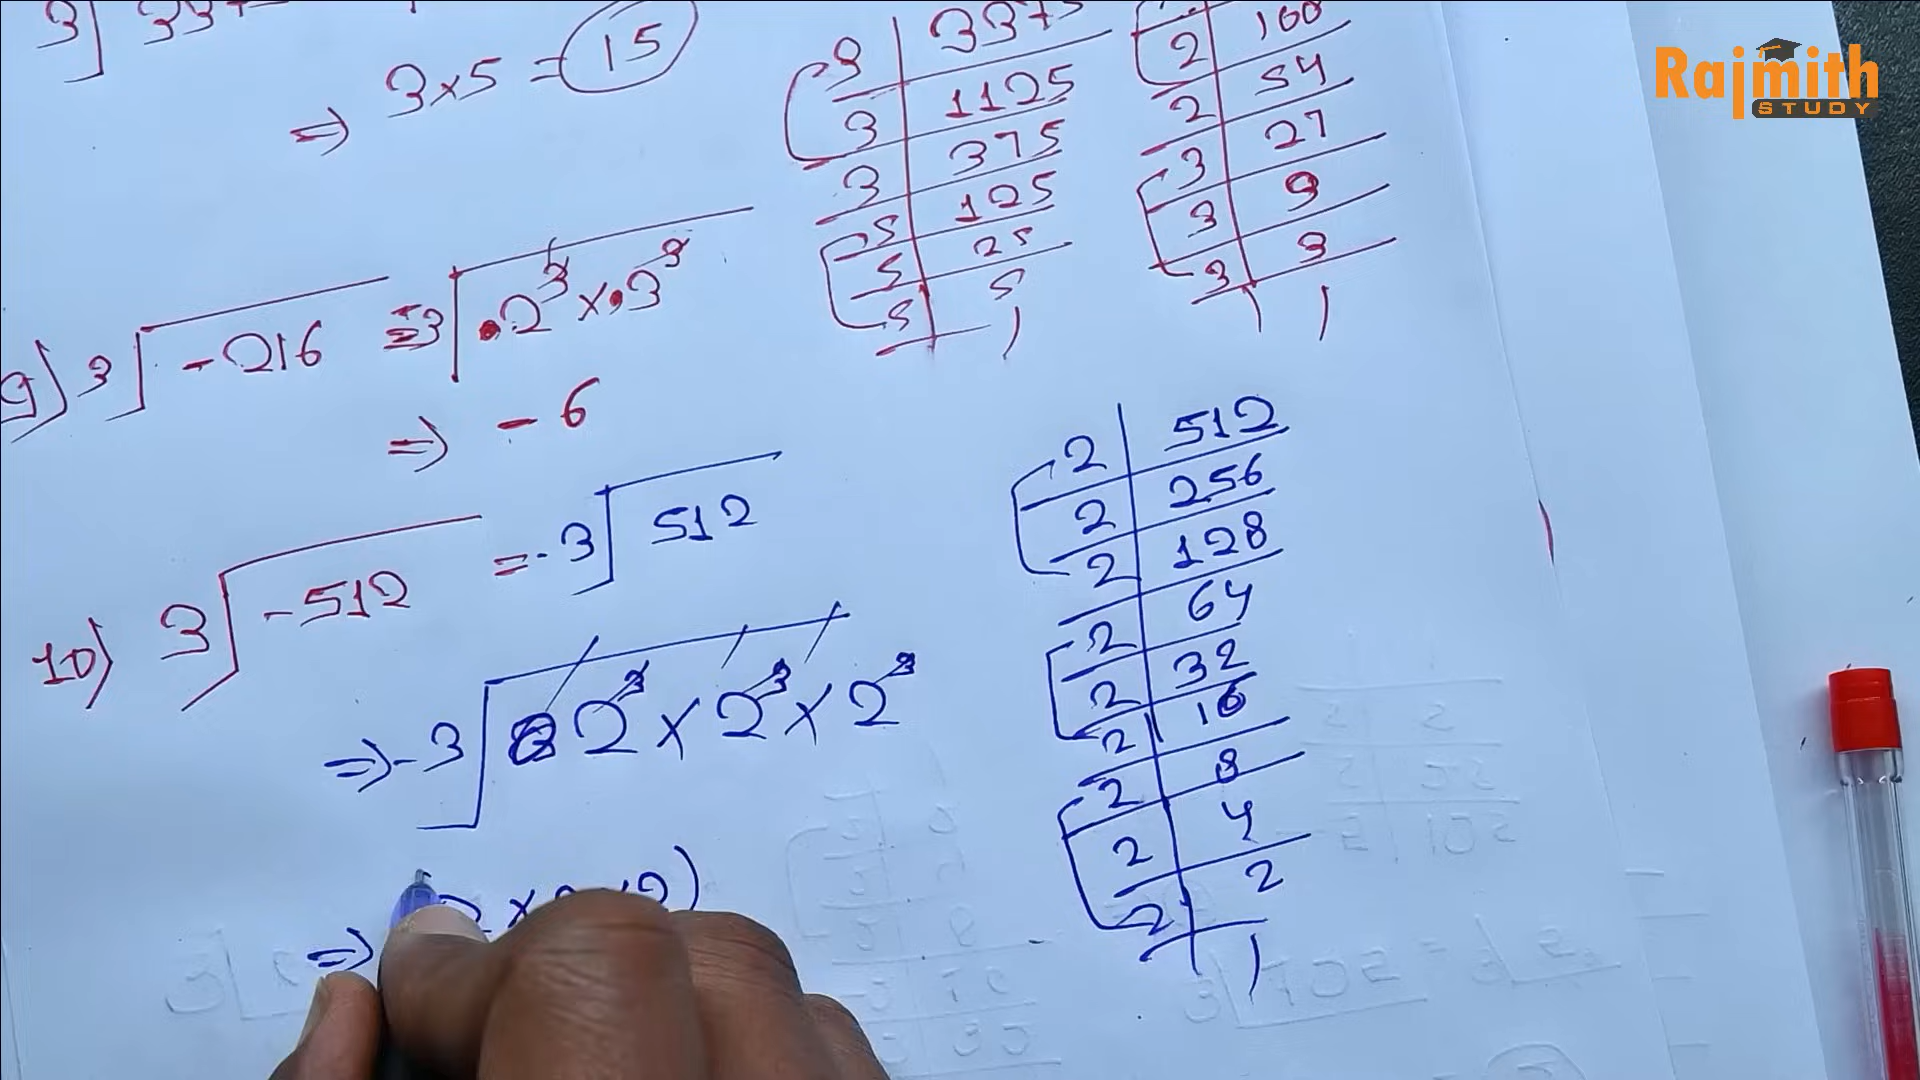 3√337
⇒ 3×5 = 15
9) 3√-216 = -3√2³×3³
⇒ - 6
10) 3√-512 = -3√512
⇒ -3√2³×2³×2³
⇒
3 | 3375
3 | 1125
3 | 375
5 | 125
5 | 25
5 | 5
1
2 | 108
2 | 54
3 | 27
3 | 9
3 | 3
1
2 | 512
2 | 256
2 | 128
2 | 64
2 | 32
2 | 16
2 | 8
2 | 4
2 | 2
1
Rajmith
STUDY